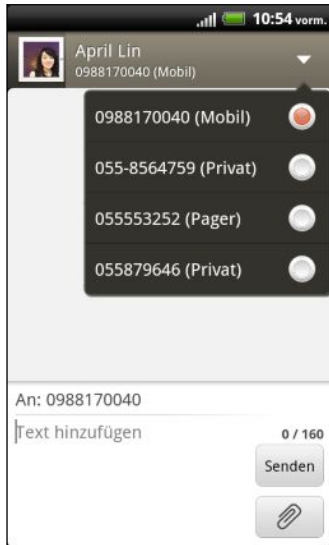 10:54 vorm.
April Lin
0988170040 (Mobil)
0988170040 (Mobil)
055-8564759 (Privat)
055553252 (Pager)
055879646 (Privat)
An: 0988170040
Text hinzufügen
0 / 160
Senden